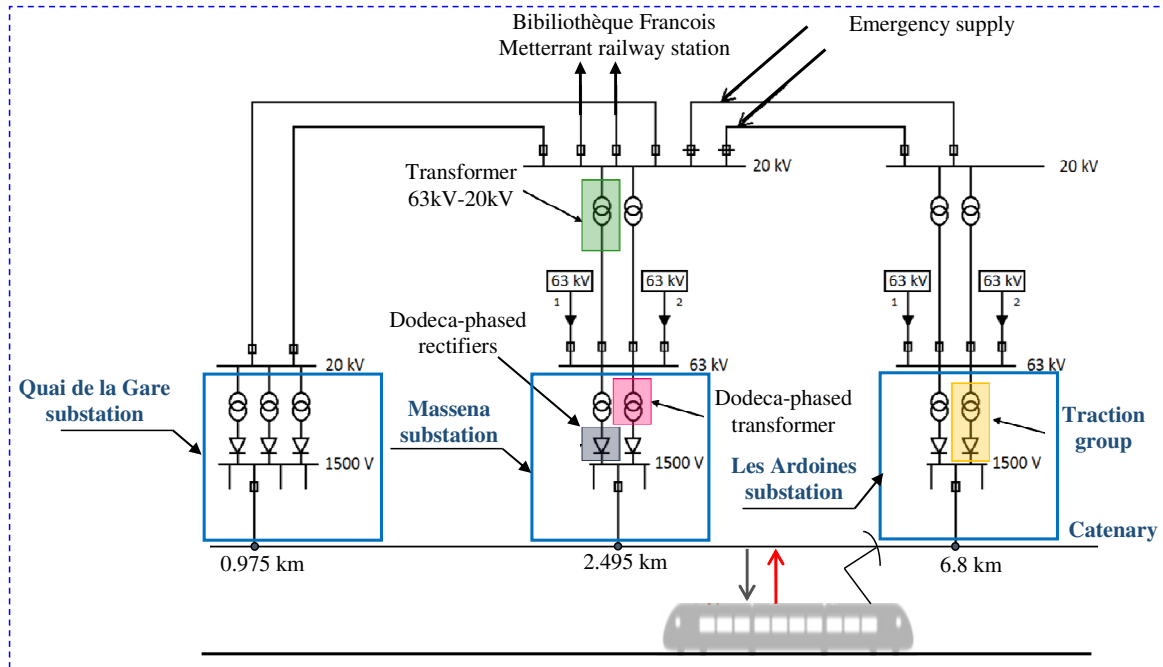 Bibiliothèque Francois
Metterrant railway station
Emergency supply
Transformer
63kV-20kV
20 kV
20 kV
63 kV
1
63 kV
2
63 kV
1
63 kV
2
Dodeca-phased
rectifiers
20 kV
63 kV
63 kV
Quai de la Gare
substation
Massena
substation
Dodeca-phased
transformer
Traction
group
1500 V
1500 V
1500 V
Les Ardoines
substation
Catenary
0.975 km
2.495 km
6.8 km